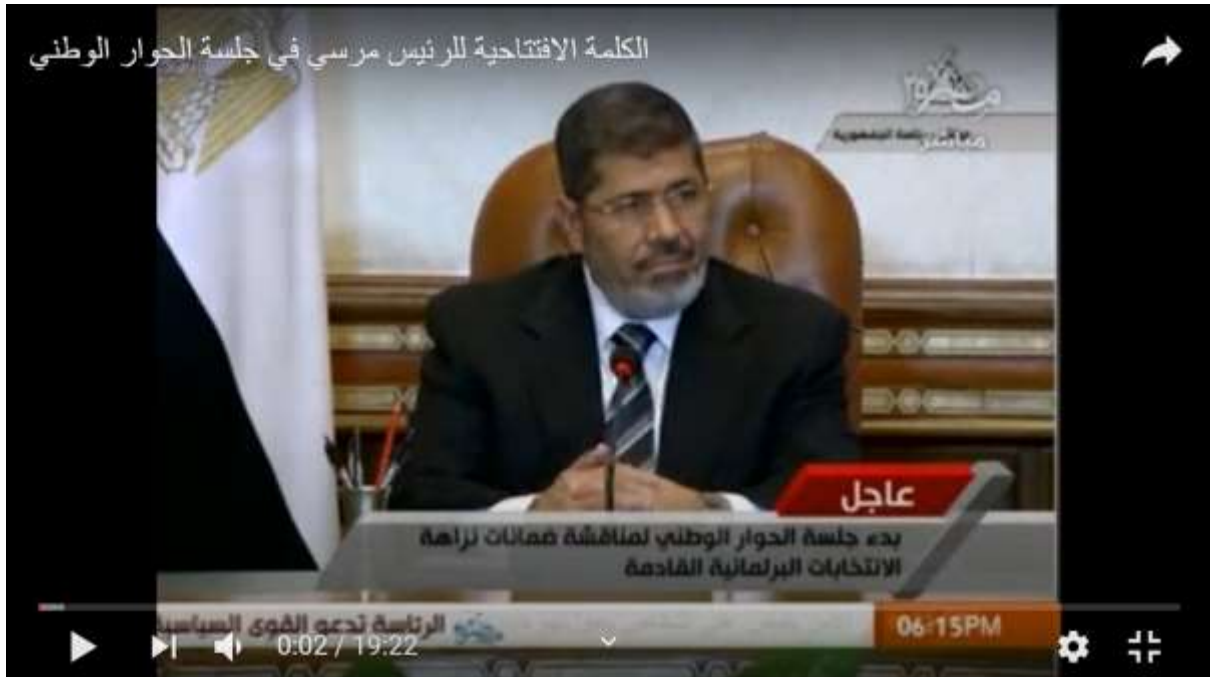 الكلمة الافتتاحية للرئيس مرسي في جلسة الحوار الوطني
مباشر
عاجل
بدء جلسة الحوار الوطني لمناقشة ضمانات نزاهة
الانتخابات البرلمانية القادمة
الرئاسة تدعو القوى السياسية
06:15PM
0:02 / 19:22